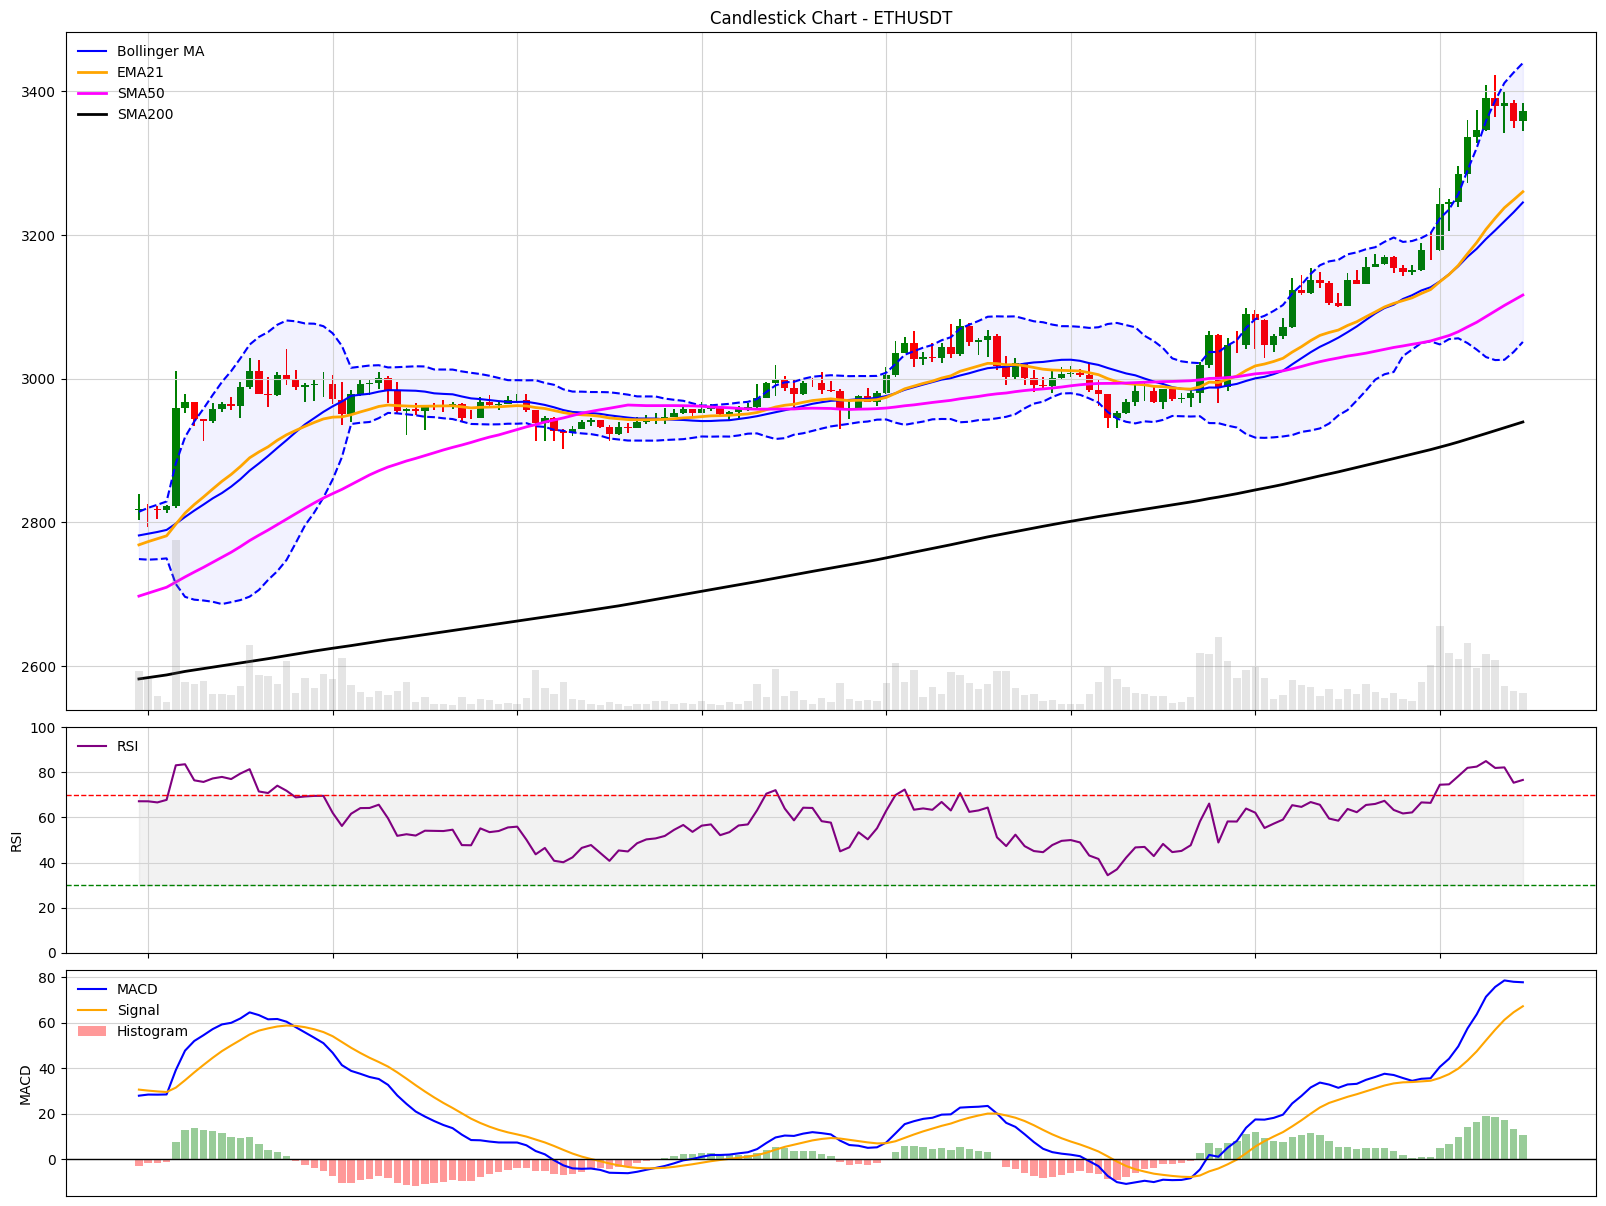 Candlestick Chart - ETHUSDT
Bollinger MA
EMA21
SMA50
SMA200
3400
3200
3000
2800
2600
RSI
100
80
60
40
20
0
RSI
MACD
Signal
Histogram
80
60
40
20
0
MACD